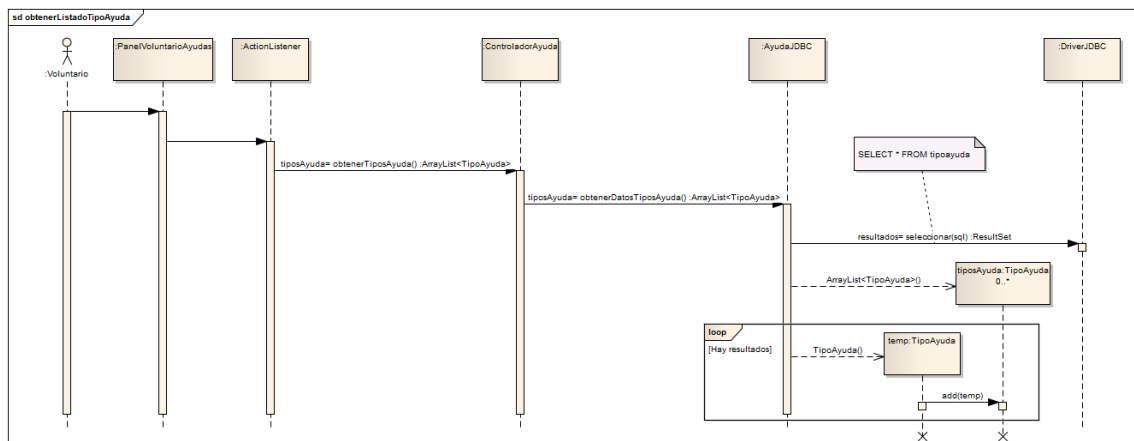 sd obtenerListadoTipoAyuda
:Voluntario
:PanelVoluntarioAyudas
:ActionListener
:ControladorAyuda
:AyudaJDBC
:DriverJDBC
SELECT * FROM tipoayuda
tiposAyuda= obtenerTiposAyuda() :ArrayList<TipoAyuda>
tiposAyuda= obtenerDatosTiposAyuda() :ArrayList<TipoAyuda>
resultados= seleccionar(sql) :ResultSet
ArrayList<TipoAyuda>()
tiposAyuda:TipoAyuda
0..*
loop
[Hay resultados]
TipoAyuda()
temp:TipoAyuda
add(temp)